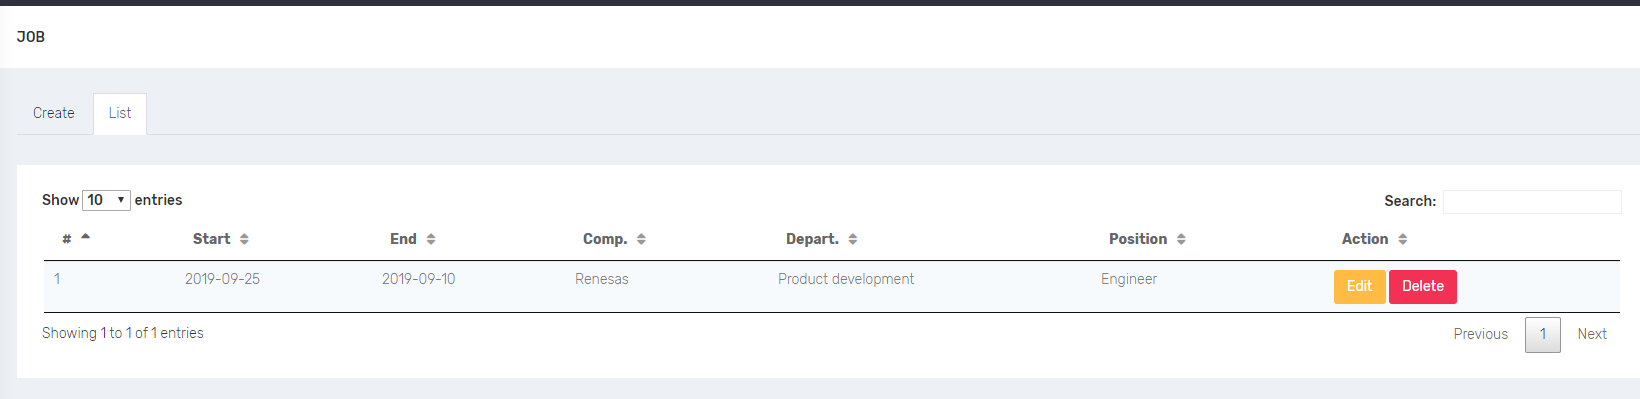 JOB
Create List
Show 10 entries Search:
# Start End Comp. Depart. Position Action
1 2019-09-25 2019-09-10 Renesas Product development Engineer Edit Delete
Showing 1 to 1 of 1 entries Previous 1 Next